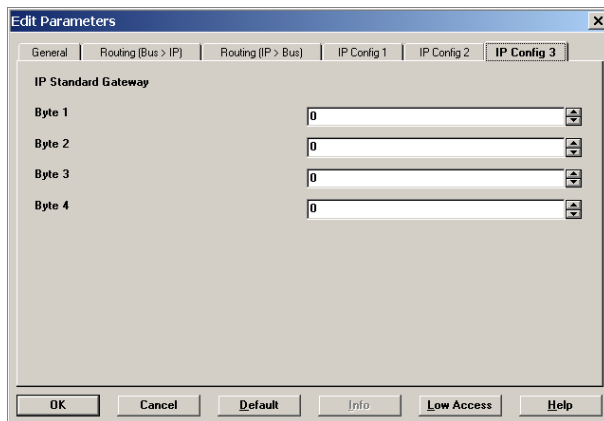 Edit Parameters
General Routing (Bus > IP) Routing (IP > Bus) IP Config 1 IP Config 2 IP Config 3
IP Standard Gateway
Byte 1 0
Byte 2 0
Byte 3 0
Byte 4 0
OK Cancel Default Info Low Access Help